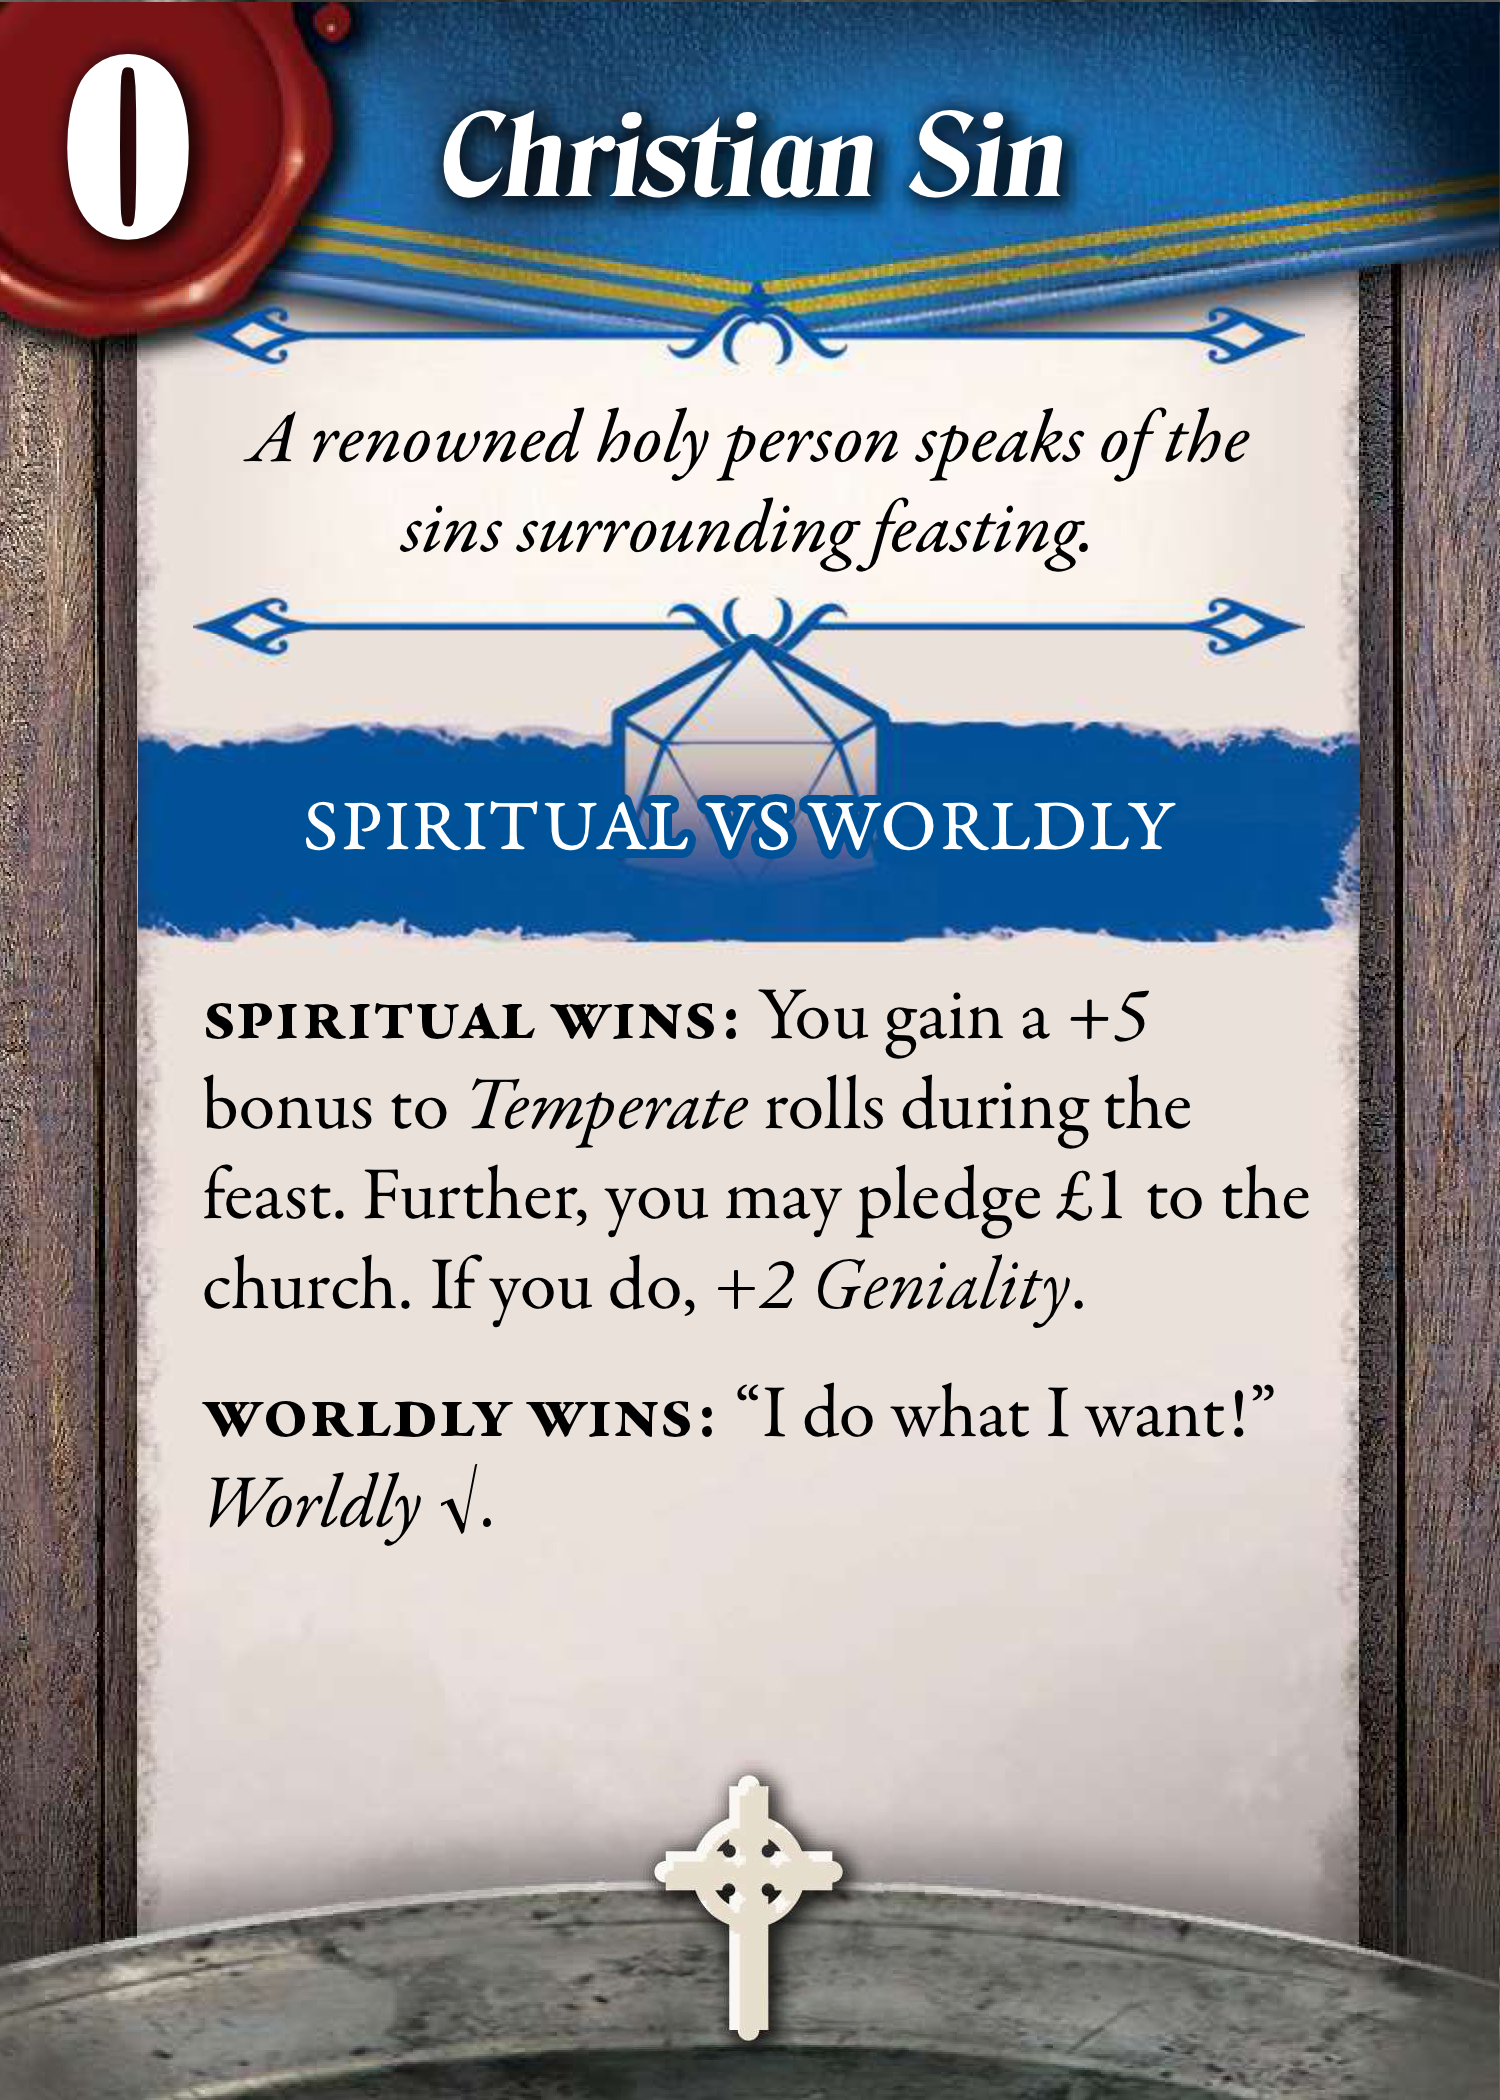 0
Christian Sin
A renowned holy person speaks of the
sins surrounding feasting.
SPIRITUAL VS WORLDLY
SPIRITUAL WINS: You gain a +5
bonus to Temperate rolls during the
feast. Further, you may pledge £1 to the
church. If you do, +2 Geniality.
WORLDLY WINS: “I do what I want!”
Worldly √.